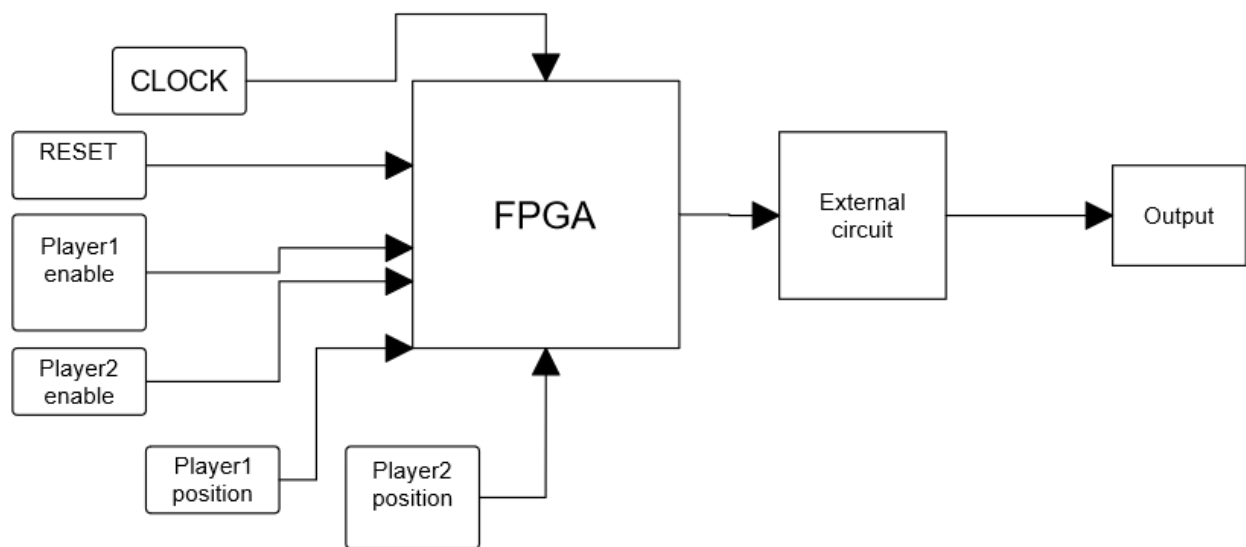 CLOCK
RESET
Player1
enable
Player2
enable
Player1
position
Player2
position
FPGA
External
circuit
Output